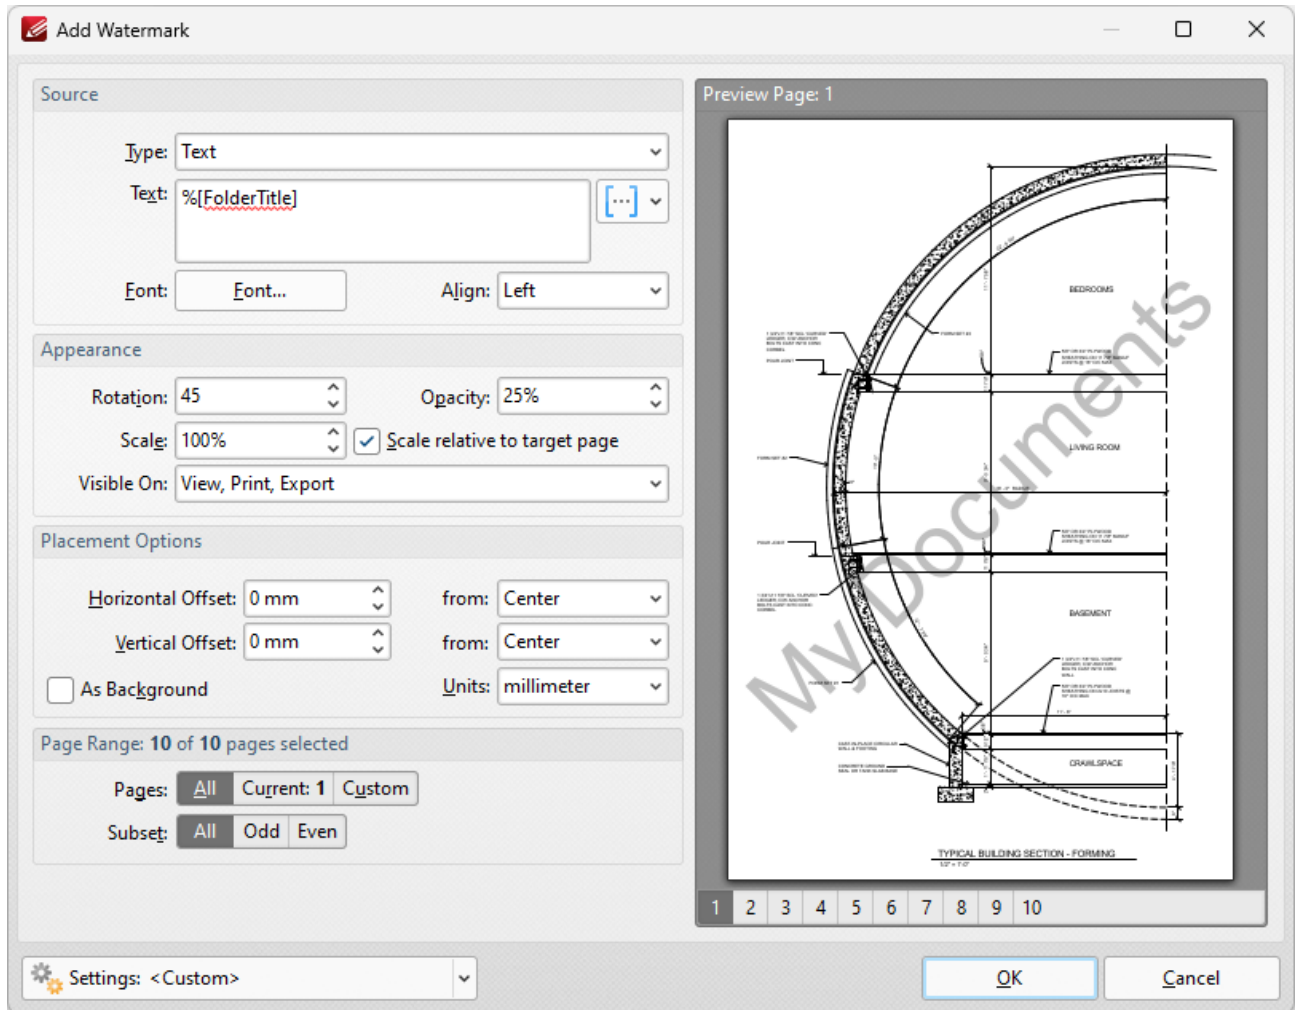 Add Watermark
Source
Type: Text
Text: %[FolderTitle]
Font: Font... Align: Left
Appearance
Rotation: 45 Opacity: 25%
Scale: 100% Scale relative to target page
Visible On: View, Print, Export
Placement Options
Horizontal Offset: 0 mm from: Center
Vertical Offset: 0 mm from: Center
As Background Units: millimeter
Page Range: 10 of 10 pages selected
Pages: All Current: 1 Custom
Subset: All Odd Even
Preview Page: 1
BEDROOMS
LIVING ROOM
BASEMENT
CRAWLSPACE
My Documents
TYPICAL BUILDING SECTION - FORMING
1 2 3 4 5 6 7 8 9 10
Settings: <Custom>
OK Cancel